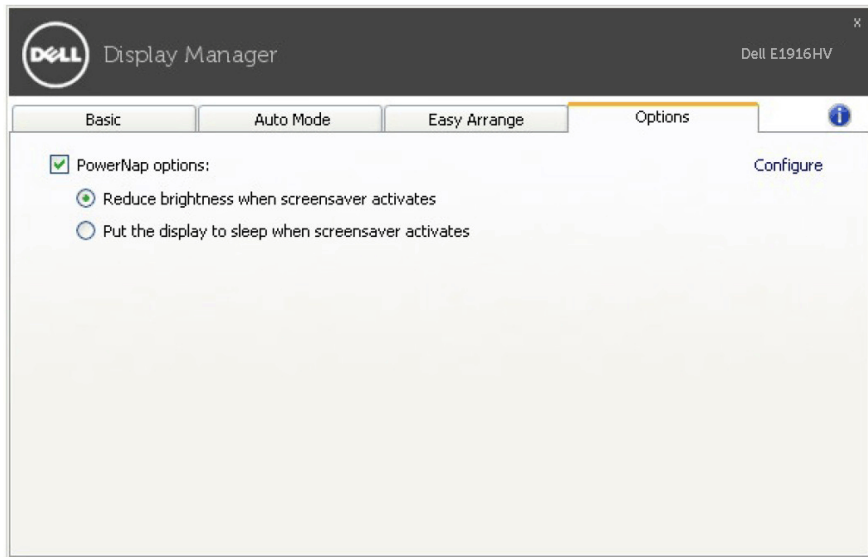 x
DELL Display Manager
Dell E1916HV
Basic
Auto Mode
Easy Arrange
Options
i
PowerNap options:
Configure
Reduce brightness when screensaver activates
Put the display to sleep when screensaver activates